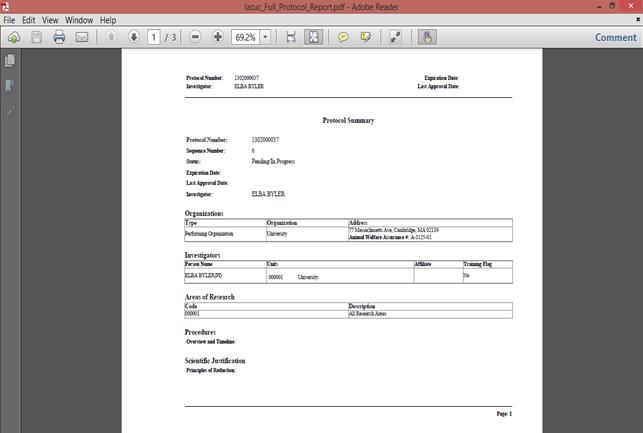 Iacuc_Full_Protocol_Report.pdf - Adobe Reader
File Edit View Window Help
1 / 3 69.2% Comment
Protocol Number: 1302000037 Expiration Date:
Investigator: ELBA BYLER Last Approval Date:
Protocol Summary
Protocol Number: 1302000037
Sequence Number: 0
Status: Pending/In Progress
Expiration Date:
Last Approval Date:
Investigator: ELBA BYLER
Organizations
Type Organization Address
Performing Organization University 77 Massachusetts Ave, Cambridge, MA 02139
Animal Welfare Assurance #: A-3125-01
Investigators
Person Name Units Affiliate Training Flag
ELBA BYLER(PI) 000001 University No
Areas of Research
Code Description
000001 All Research Areas
Procedures
Overview and Timeline:
Scientific Justification
Principles of Reduction:
Page: 1